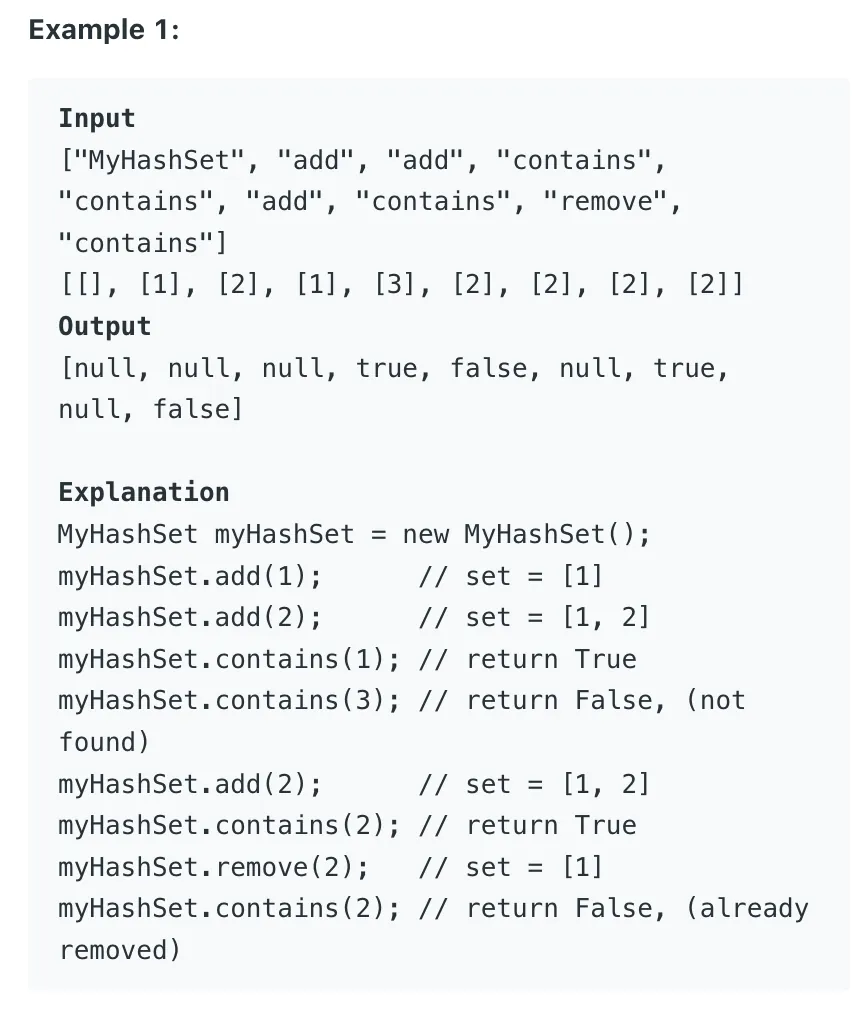 Example 1:
Input
["MyHashSet", "add", "add", "contains",
"contains", "add", "contains", "remove",
"contains"]
[[], [1], [2], [1], [3], [2], [2], [2], [2]]
Output
[null, null, null, true, false, null, true,
null, false]
Explanation
MyHashSet myHashSet = new MyHashSet();
myHashSet.add(1);      // set = [1]
myHashSet.add(2);      // set = [1, 2]
myHashSet.contains(1); // return True
myHashSet.contains(3); // return False, (not
found)
myHashSet.add(2);      // set = [1, 2]
myHashSet.contains(2); // return True
myHashSet.remove(2);   // set = [1]
myHashSet.contains(2); // return False, (already
removed)